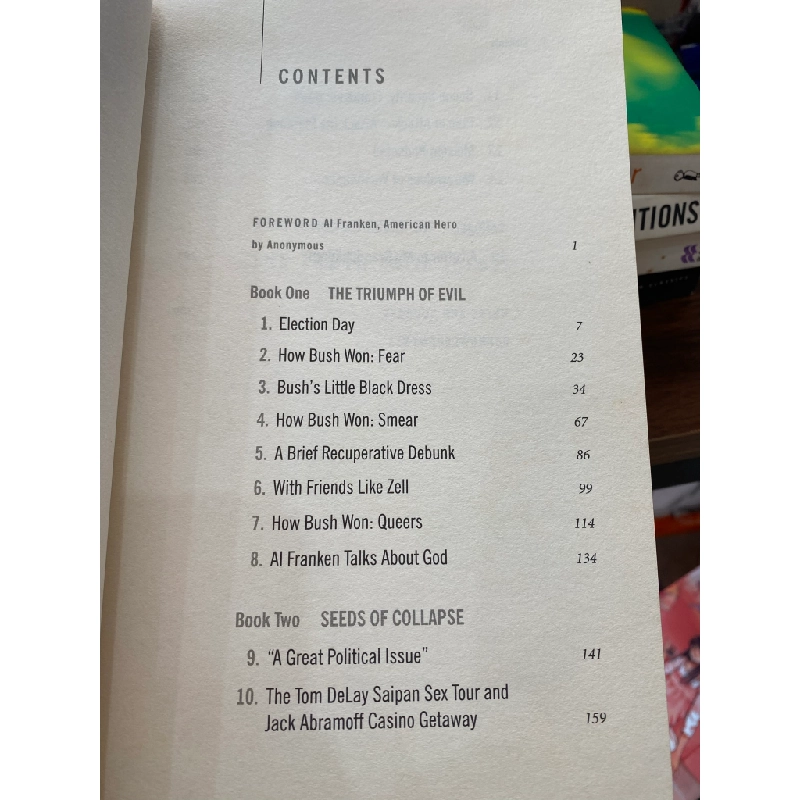 CONTENTS
FOREWORD Al Franken, American Hero
by Anonymous 1
Book One THE TRIUMPH OF EVIL
1. Election Day 7
2. How Bush Won: Fear 23
3. Bush's Little Black Dress 34
4. How Bush Won: Smear 67
5. A Brief Recuperative Debunk 86
6. With Friends Like Zell 99
7. How Bush Won: Queers 114
8. Al Franken Talks About God 134
Book Two SEEDS OF COLLAPSE
9. "A Great Political Issue" 141
10. The Tom DeLay Saipan Sex Tour and
Jack Abramoff Casino Getaway 159